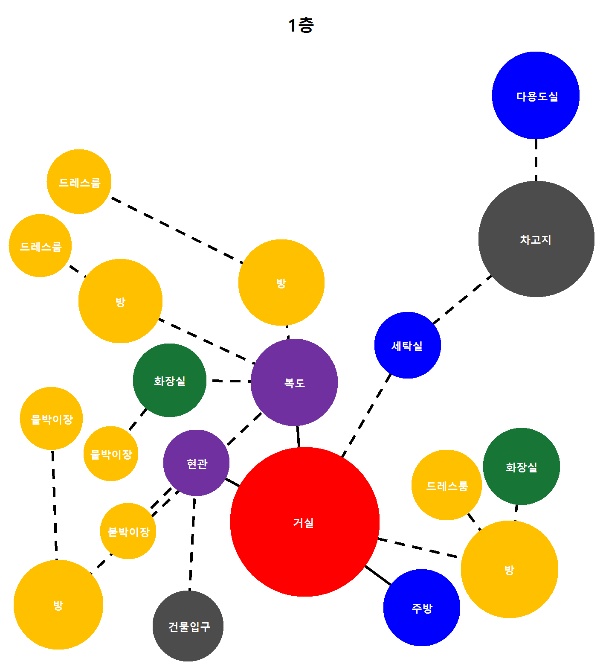 1층
다용도실
드레스룸
차고지
드레스룸
방
방
세탁실
화장실
복도
붙박이장
붙박이장
현관
화장실
드레스룸
거실
붙박이장
방
방
주방
건물입구